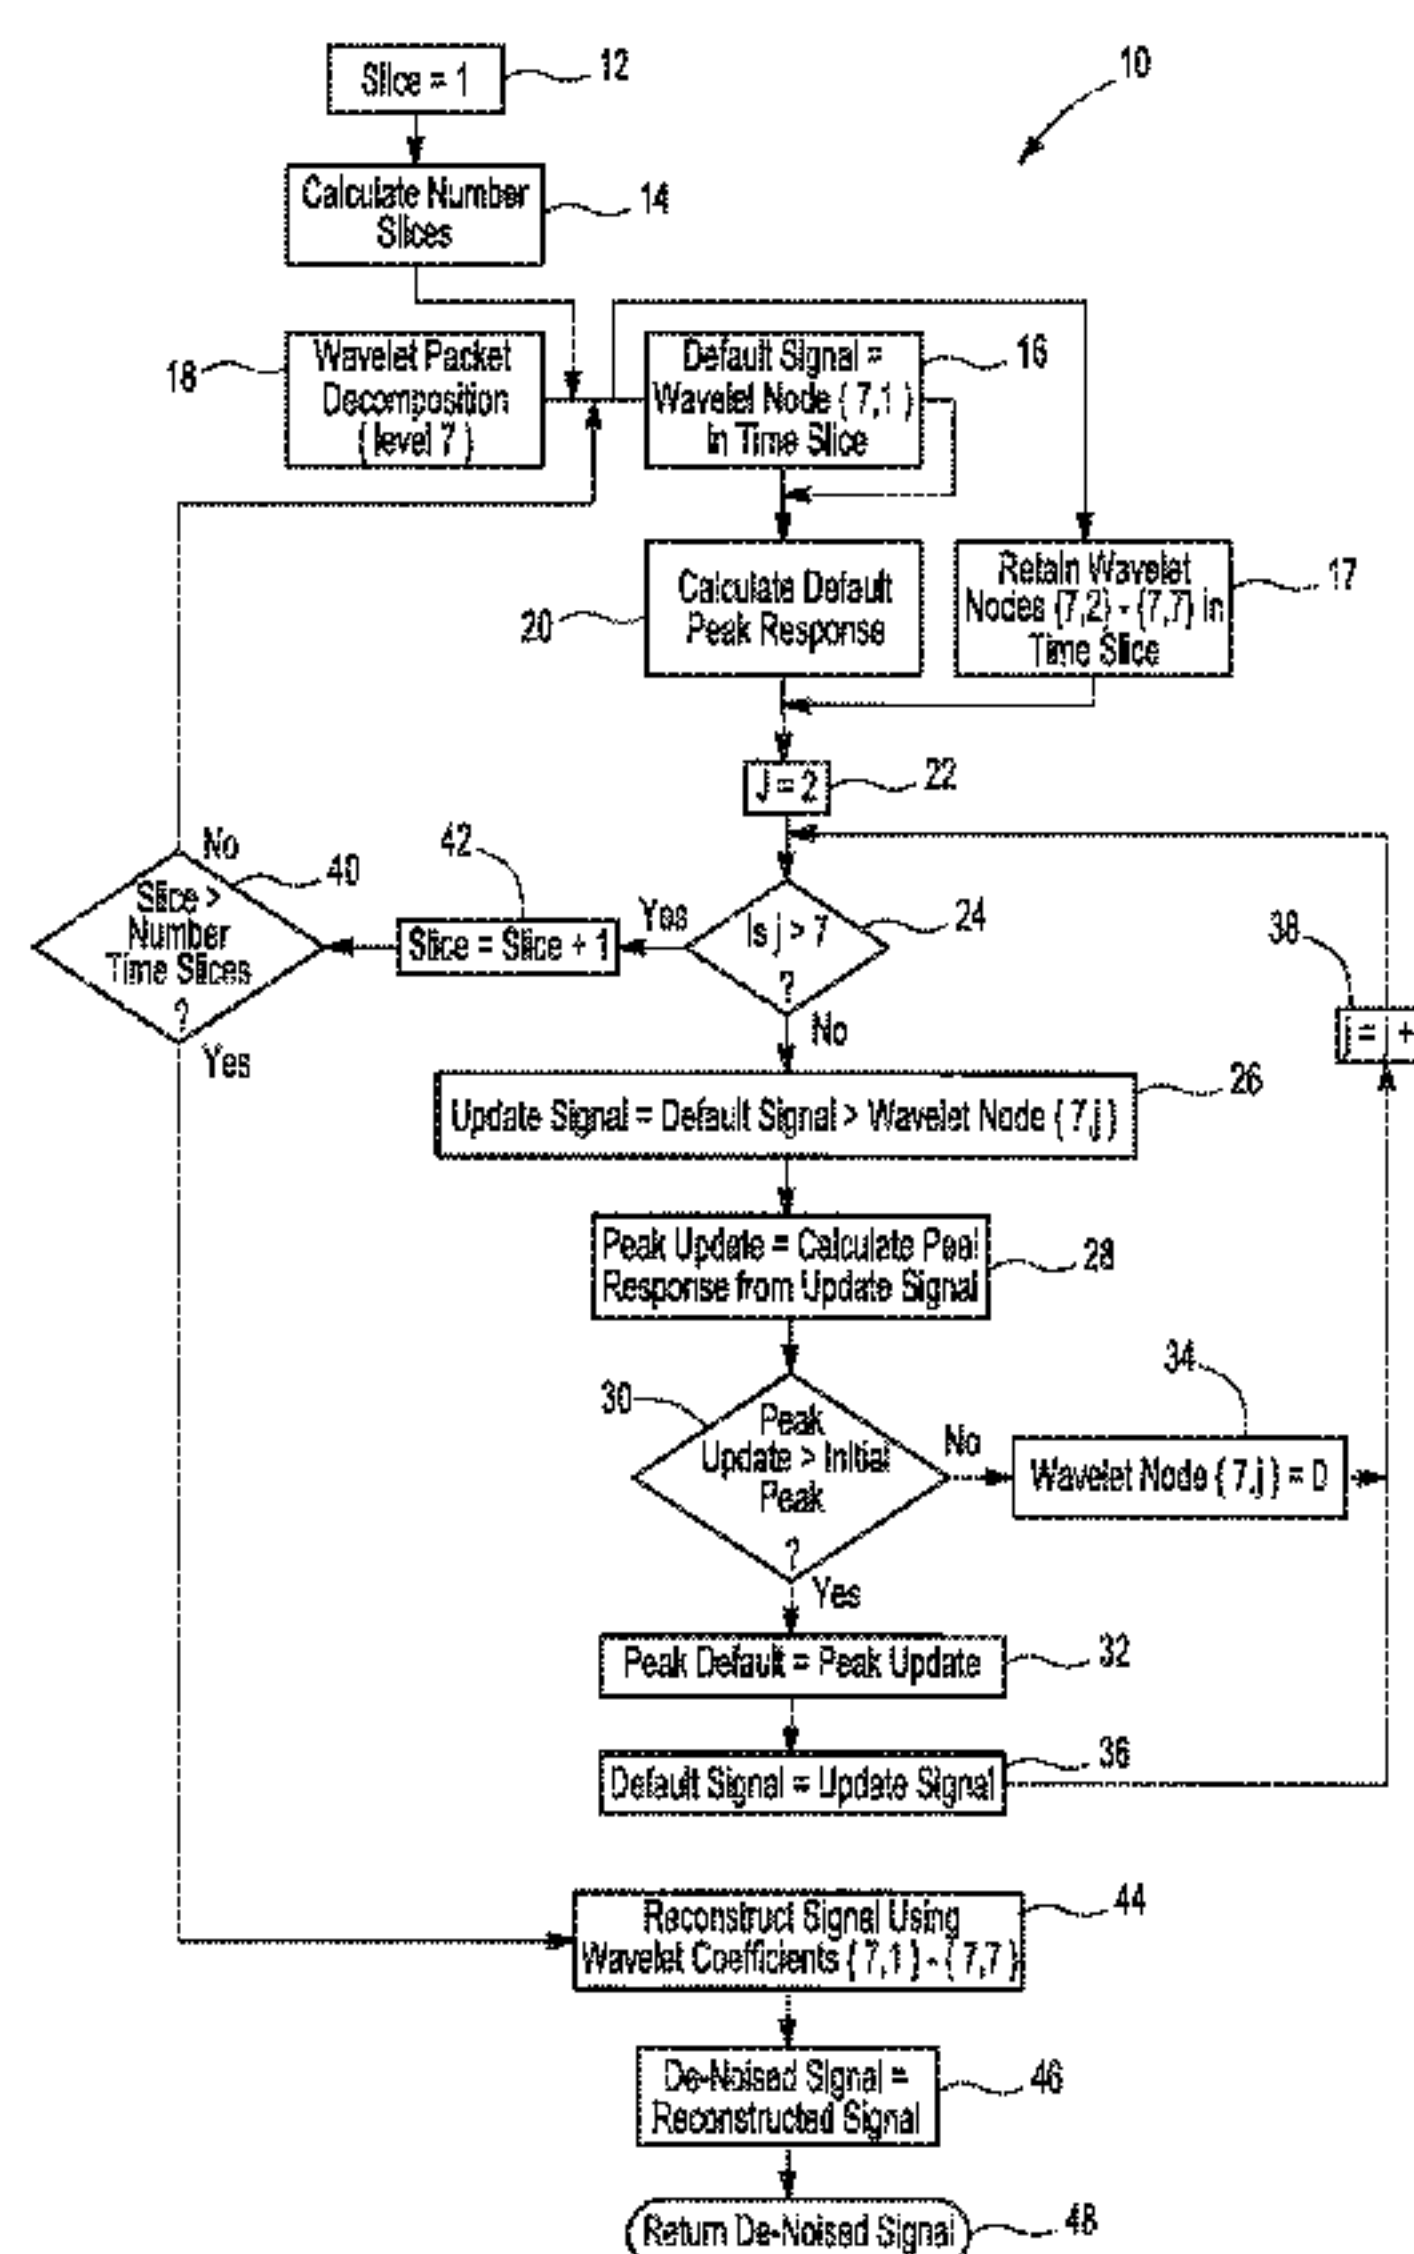 Slice = 1
12
10
Calculate Number
Slices
14
18
Wavelet Packet
Decomposition
( level 7 )
Default Signal =
Wavelet Node ( 7,1 )
in Time Slice
16
20
Calculate Default
Peak Response
Retain Wavelet
Nodes (7,2) - (7,7) in
Time Slice
17
J = 2
22
No
Slice >
Number
Time Slices
?
40
Yes
42
Slice = Slice + 1
Yes
Is j > 7
?
24
No
38
j = +
Update Signal = Default Signal > Wavelet Node ( 7,j )
26
Peak Update = Calculate Peal
Response from Update Signal
28
30
Peak
Update > Initial
Peak
?
No
Yes
34
Wavelet Node ( 7,j ) = D
Peak Default = Peak Update
32
Default Signal = Update Signal
36
Reconstruct Signal Using
Wavelet Coefficients ( 7,1 ) - ( 7,7 )
44
De-Noised Signal =
Reconstructed Signal
46
Return De-Noised Signal
48